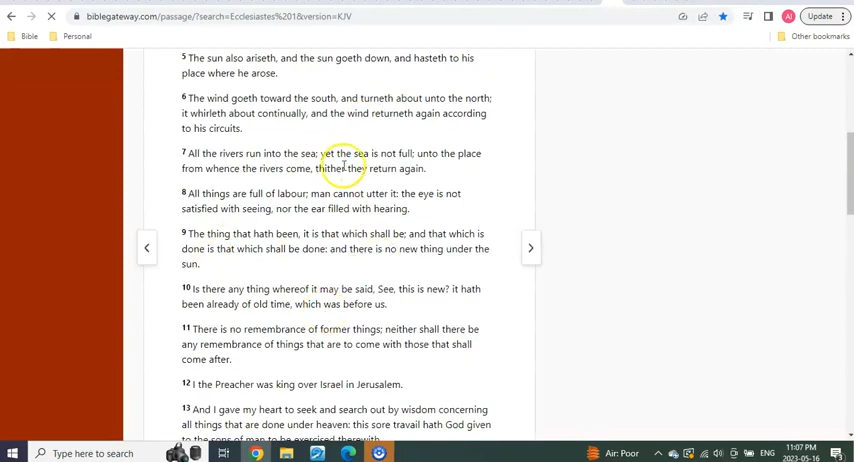 biblegateway.com/passage/?search=Ecclesiastes%201&version=KJV
AI
Update
Bible
Personal
Other bookmarks
5 The sun also ariseth, and the sun goeth down, and hasteth to his
place where he arose.
6 The wind goeth toward the south, and turneth about unto the north;
it whirleth about continually, and the wind returneth again according
to his circuits.
7 All the rivers run into the sea; yet the sea is not full; unto the place
from whence the rivers come, thither they return again.
8 All things are full of labour; man cannot utter it: the eye is not
satisfied with seeing, nor the ear filled with hearing.
9 The thing that hath been, it is that which shall be; and that which is
done is that which shall be done: and there is no new thing under the
sun.
10 Is there any thing whereof it may be said, See, this is new? it hath
been already of old time, which was before us.
11 There is no remembrance of former things; neither shall there be
any remembrance of things that are to come with those that shall
come after.
12 I the Preacher was king over Israel in Jerusalem.
13 And I gave my heart to seek and search out by wisdom concerning
all things that are done under heaven: this sore travail hath God given
to the sons of man to be exercised therewith.
Type here to search
Air: Poor
ENG
11:07 PM
2023-05-16
3